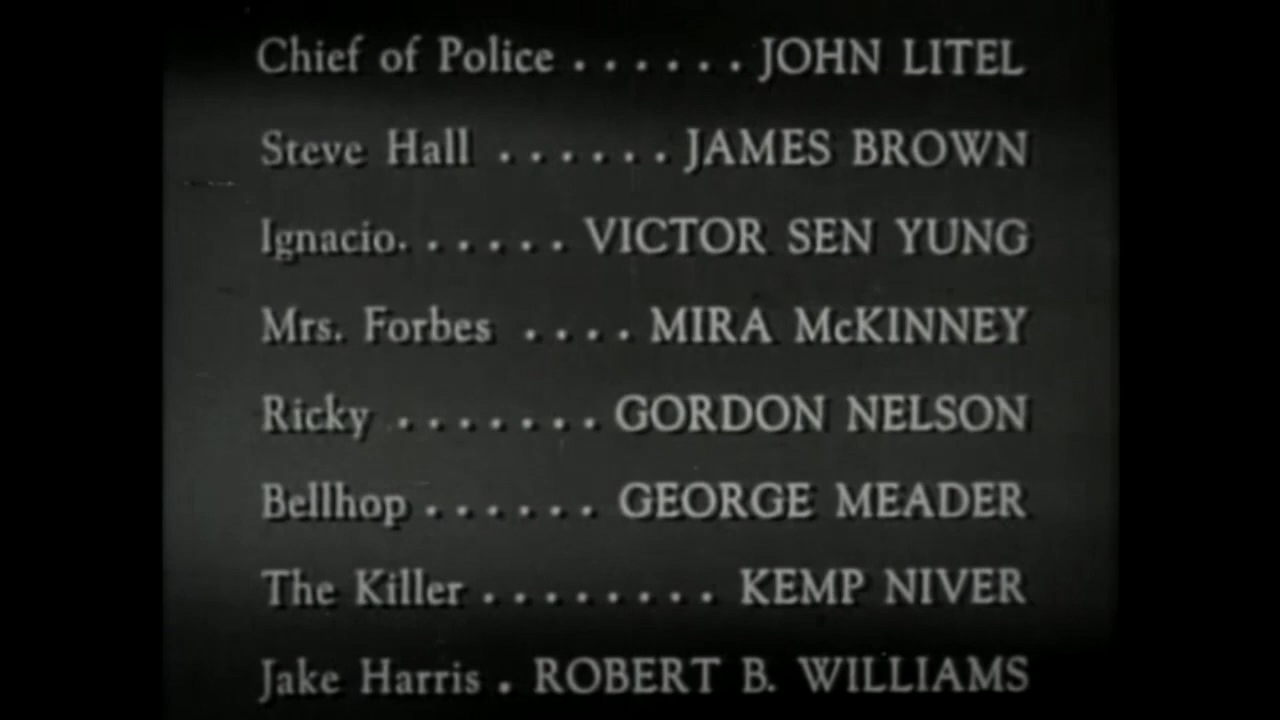 Chief of Police . . . . . . JOHN LITEL
Steve Hall . . . . . . JAMES BROWN
Ignacio. . . . . . VICTOR SEN YUNG
Mrs. Forbes . . . . MIRA McKINNEY
Ricky . . . . . . . GORDON NELSON
Bellhop . . . . . . GEORGE MEADER
The Killer . . . . . . . . KEMP NIVER
Jake Harris . ROBERT B. WILLIAMS